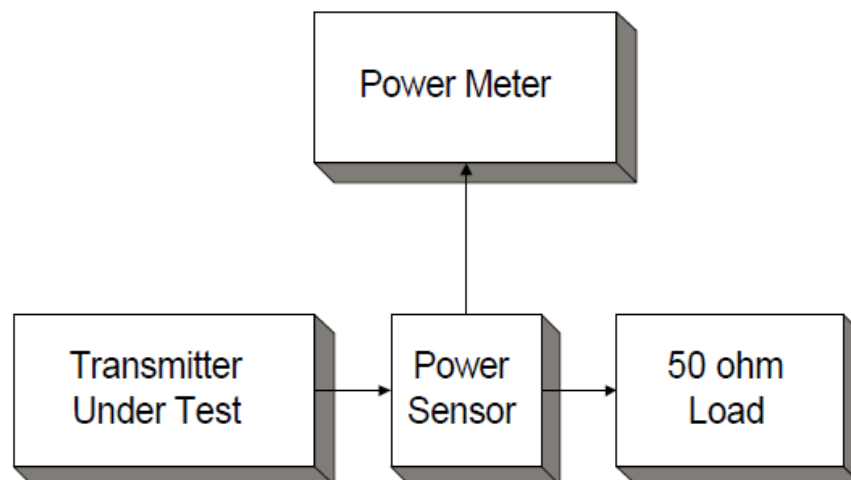 Power Meter
Transmitter
Under Test
Power
Sensor
50 ohm
Load